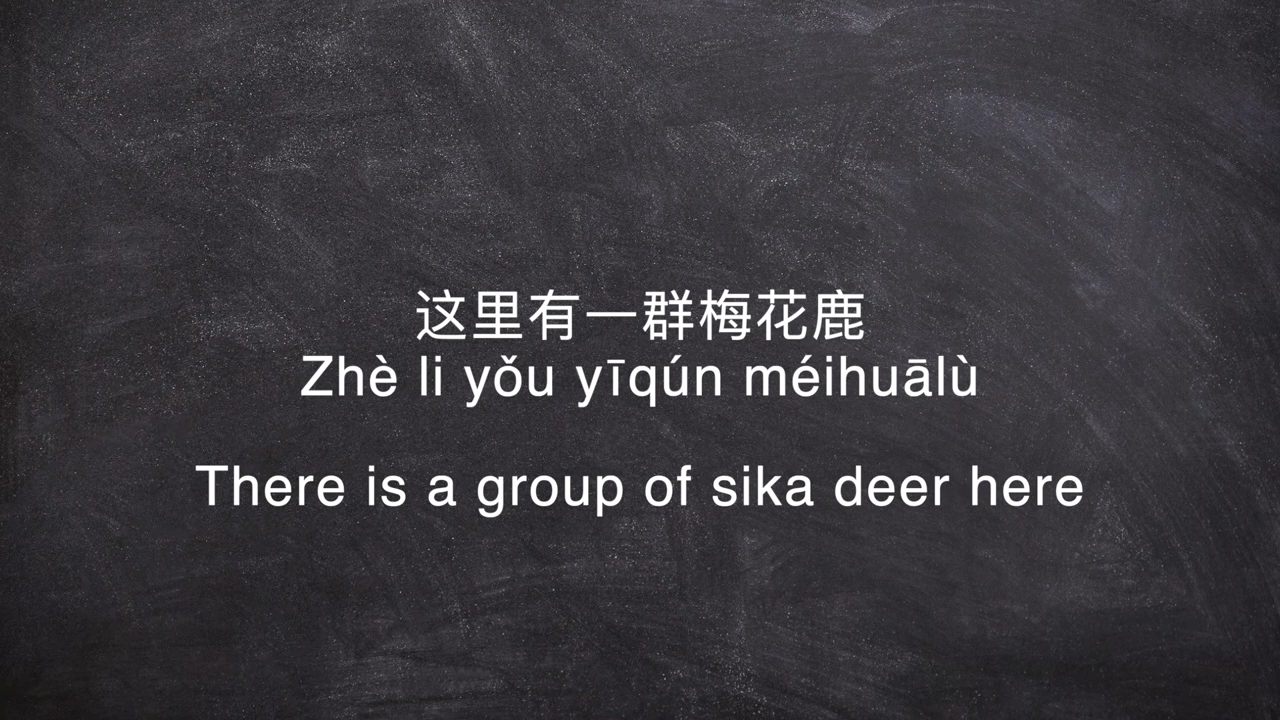 这里有一群梅花鹿
Zhè li yǒu yīqún méihuālù
There is a group of sika deer here